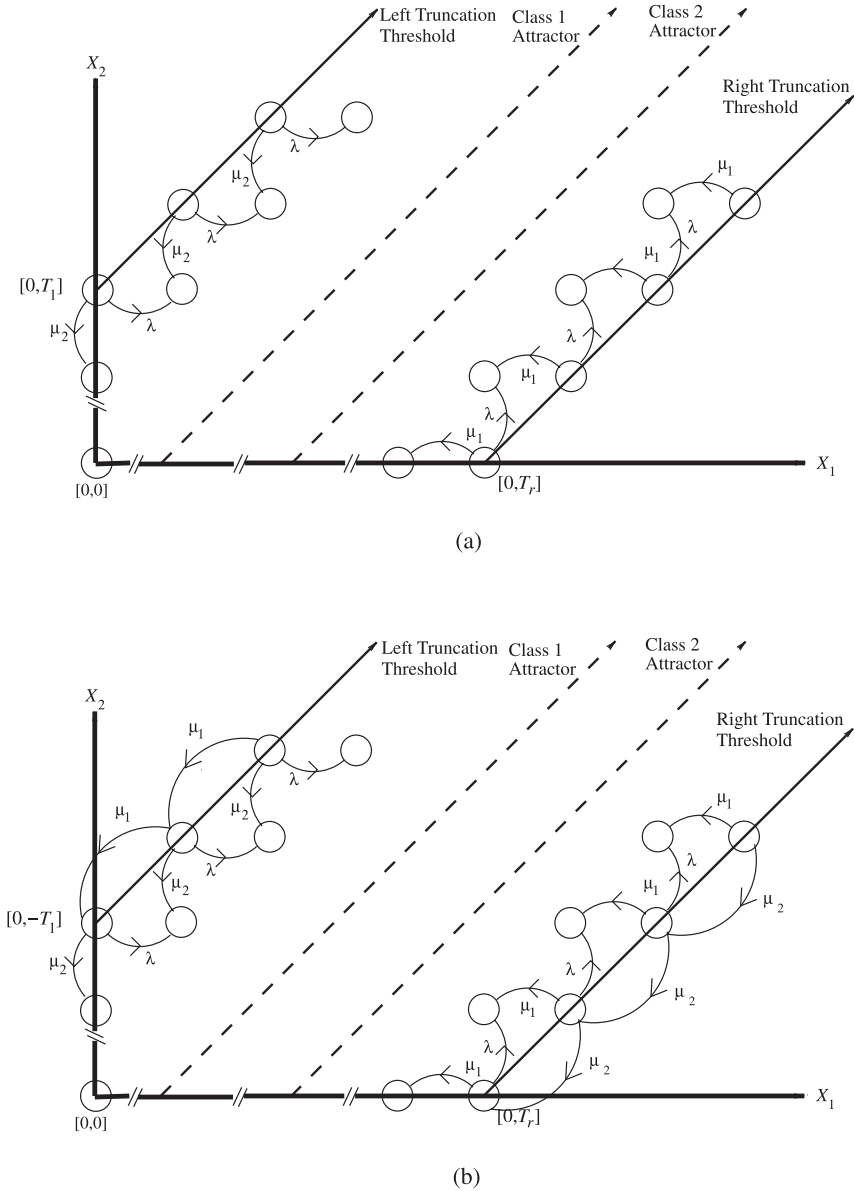 Left Truncation
Threshold
Class 1
Attractor
Class 2
Attractor
X2
Right Truncation
Threshold
λ
μ2
μ1
λ
μ2
λ
μ1
[0,T1]
μ2
λ
μ1
λ
μ1
λ
X1
[0,0]
[0,Tr]
(a)
Left Truncation
Threshold
Class 1
Attractor
Class 2
Attractor
X2
Right Truncation
Threshold
μ1
λ
μ1
μ2
μ1
λ
μ2
λ
μ1
μ2
[0,−T1]
μ2
λ
λ
μ2
μ1
λ
μ1
μ2
X1
[0,0]
[0,Tr]
(b)